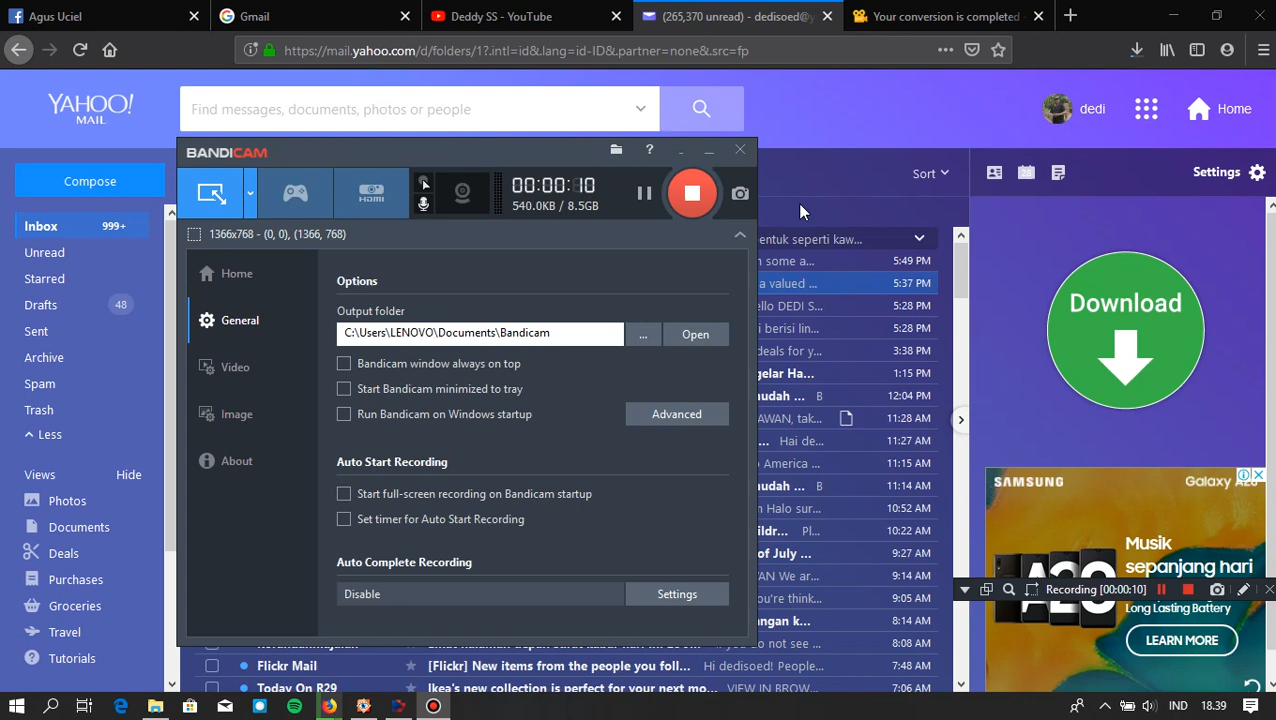 Agus Uciel
Gmail
Deddy SS - YouTube
(265,370 unread) - dedisoed@y
Your conversion is completed
https://mail.yahoo.com/d/folders/1?.intl=id&.lang=id-ID&.partner=none&.src=fp
YAHOO!
MAIL
Find messages, documents, photos or people
dedi
Home
Compose
Inbox 999+
Unread
Starred
Drafts 48
Sent
Archive
Spam
Trash
Less
Views Hide
Photos
Documents
Deals
Purchases
Groceries
Travel
Tutorials
BANDICAM
?
HDMI
00:00:10
540.0KB / 8.5GB
1366x768 - (0, 0), (1366, 768)
Home
General
Video
Image
About
Options
Output folder
C:\Users\LENOVO\Documents\Bandicam
...
Open
Bandicam window always on top
Start Bandicam minimized to tray
Run Bandicam on Windows startup
Advanced
Auto Start Recording
Start full-screen recording on Bandicam startup
Set timer for Auto Start Recording
Auto Complete Recording
Disable
Settings
Sort
28
Settings
entuk seperti kaw...
n some a... 5:49 PM
a valued ... 5:37 PM
ello DEDI S... 5:28 PM
i berisi lin... 5:28 PM
deals for y... 3:38 PM
gelar Ha... 1:15 PM
nudah ... B 12:04 PM
AWAN, tak... 11:28 AM
... Hai de... 11:27 AM
o America ... 11:15 AM
nudah ... B 11:14 AM
n Halo sur... 10:52 AM
ildr... Pl... 10:22 AM
of July ... 9:27 AM
AN We ar... 9:14 AM
ou're think... 9:05 AM
angan k... 8:14 AM
you do not see ... 8:08 AM
Flickr Mail [Flickr] New items from the people you foll... Hi dedisoed! People... 7:48 AM
Today On R29 Ikea's new collection is perfect for your next mo... VIEW IN BROW... 7:06 AM
Download
SAMSUNG
Galaxy A20
Musik
sepanjang hari
Recording [00:00:10]
A20
Long Lasting Battery
LEARN MORE
IND
18.39